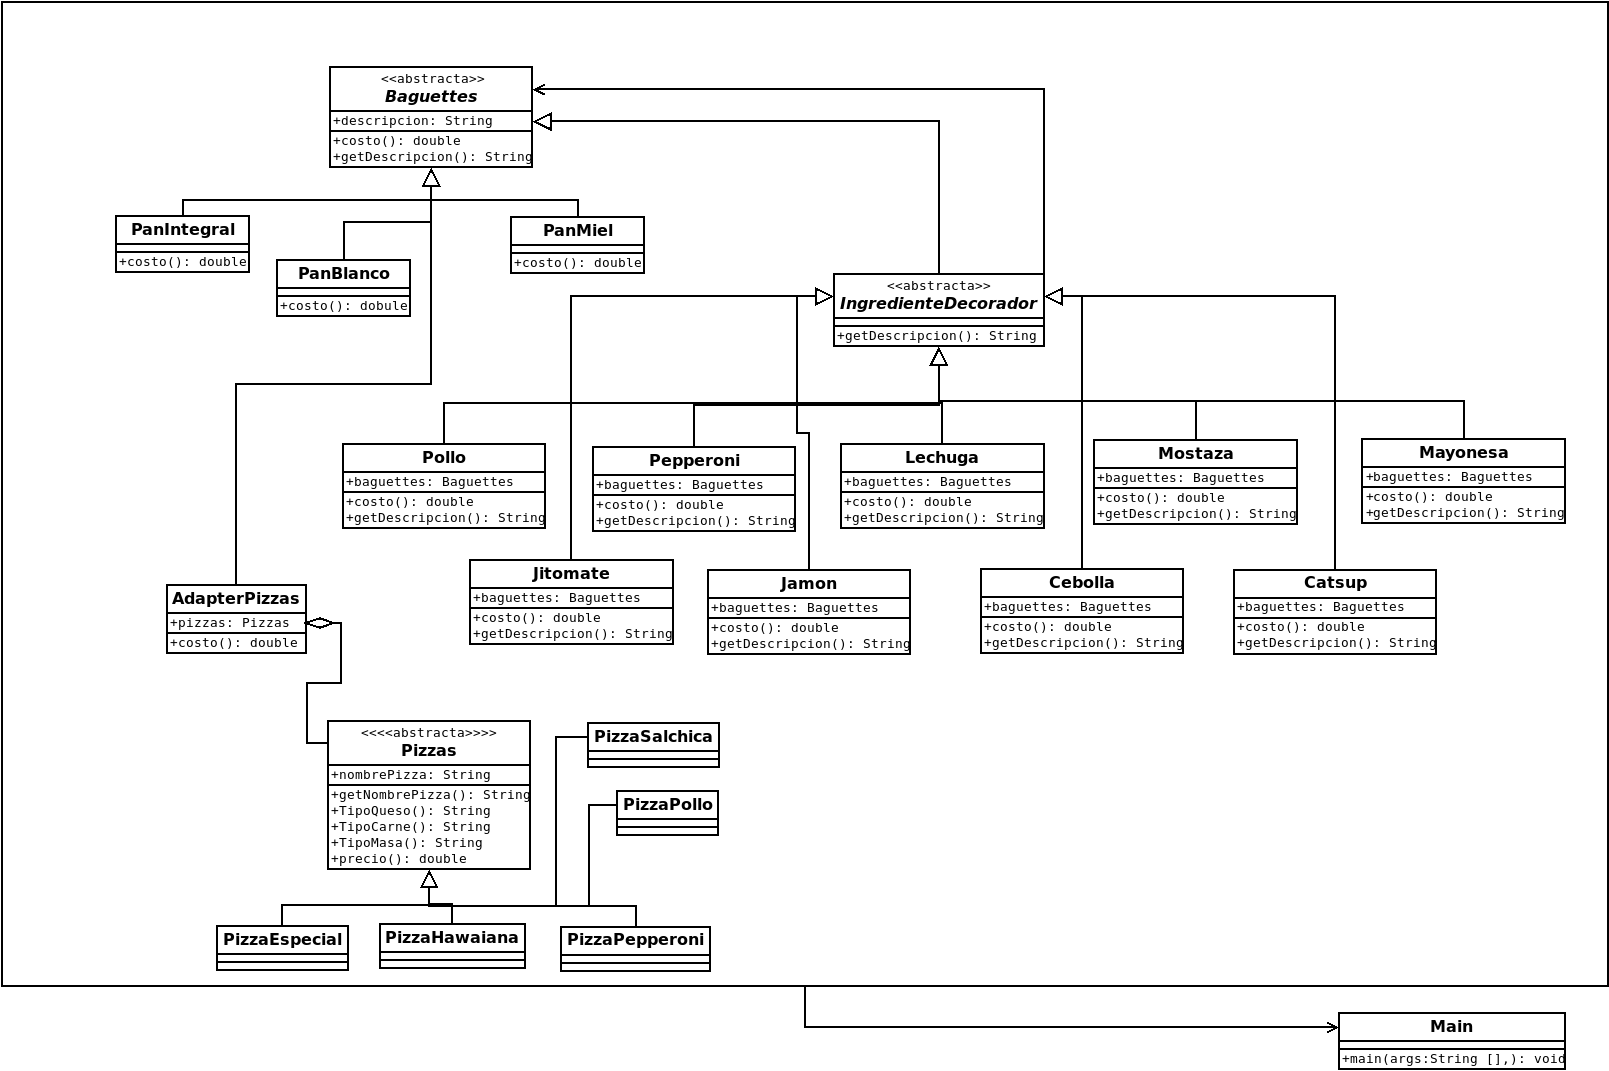 <<abstracta>>
Baguettes
+descripcion: String
+costo(): double
+getDescripcion(): String
PanIntegral
+costo(): double
PanBlanco
+costo(): dobule
PanMiel
+costo(): double
<<abstracta>>
IngredienteDecorador
+getDescripcion(): String
Pollo
+baguettes: Baguettes
+costo(): double
+getDescripcion(): String
Pepperoni
+baguettes: Baguettes
+costo(): double
+getDescripcion(): String
Lechuga
+baguettes: Baguettes
+costo(): double
+getDescripcion(): String
Mostaza
+baguettes: Baguettes
+costo(): double
+getDescripcion(): String
Mayonesa
+baguettes: Baguettes
+costo(): double
+getDescripcion(): String
Jitomate
+baguettes: Baguettes
+costo(): double
+getDescripcion(): String
Jamon
+baguettes: Baguettes
+costo(): double
+getDescripcion(): String
Cebolla
+baguettes: Baguettes
+costo(): double
+getDescripcion(): String
Catsup
+baguettes: Baguettes
+costo(): double
+getDescripcion(): String
AdapterPizzas
+pizzas: Pizzas
+costo(): double
<<<<abstracta>>>>
Pizzas
+nombrePizza: String
+getNombrePizza(): String
+TipoQueso(): String
+TipoCarne(): String
+TipoMasa(): String
+precio(): double
PizzaSalchica
PizzaPollo
PizzaEspecial
PizzaHawaiana
PizzaPepperoni
Main
+main(args:String [],): void